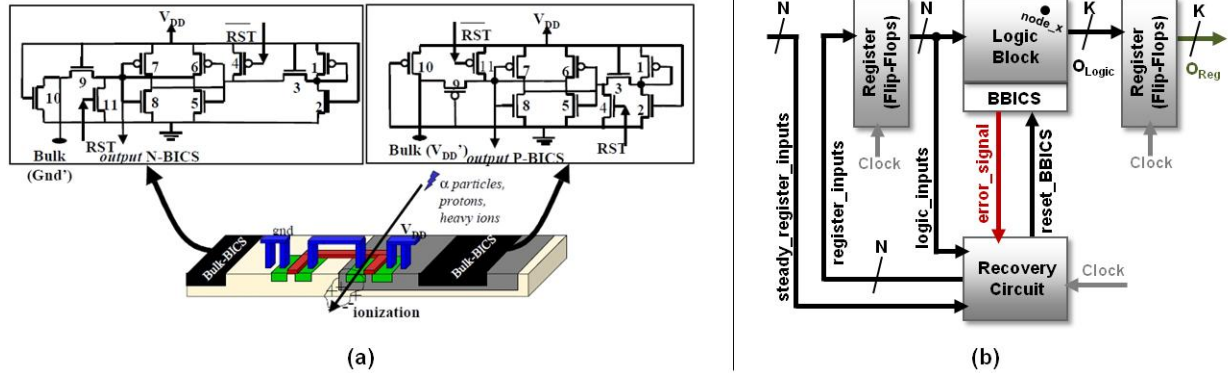 V_DD
RST
7
6
4
1
9
3
10
11
8
5
2
RST
output N-BICS
Bulk
(Gnd')
V_DD
RST
10
11
7
6
1
9
3
8
5
4
2
Bulk (V_DD')
output P-BICS
RST
α particles,
protons,
heavy ions
gnd
V_DD
Bulk-BICS
Bulk-BICS
+
-
ionization
(a)
N
N
K
K
Register
(Flip-Flops)
node_x
Logic
Block
BBICS
O_Logic
Register
(Flip-Flops)
O_Reg
Clock
Clock
steady_register_inputs
register_inputs
logic_inputs
error_signal
reset_BBICS
N
Recovery
Circuit
Clock
(b)